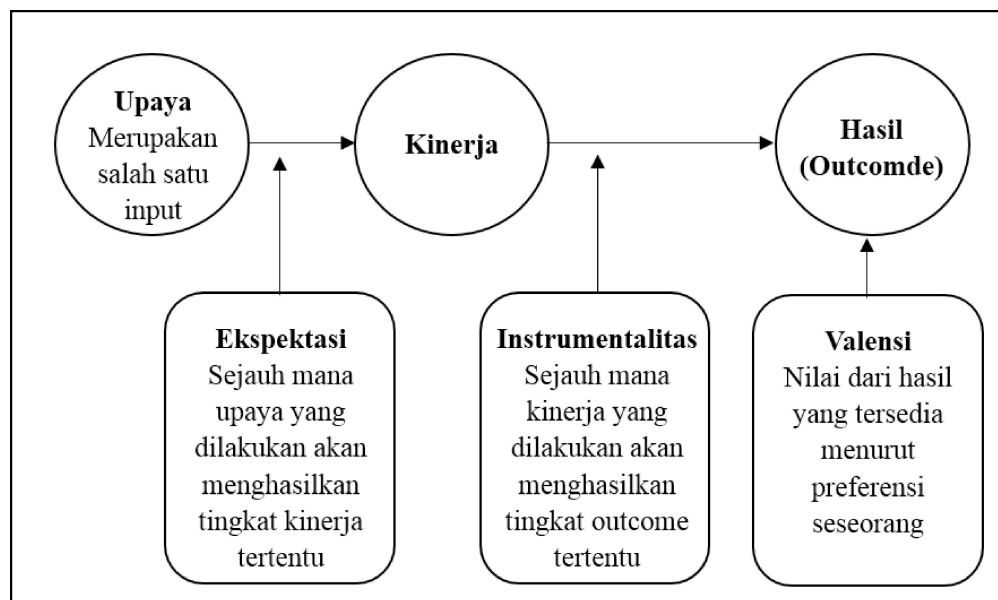 Upaya
Merupakan
salah satu
input
Kinerja
Hasil
(Outcomde)
Ekspektasi
Sejauh mana
upaya yang
dilakukan akan
menghasilkan
tingkat kinerja
tertentu
Instrumentalitas
Sejauh mana
kinerja yang
dilakukan akan
menghasilkan
tingkat outcome
tertentu
Valensi
Nilai dari hasil
yang tersedia
menurut
preferensi
seseorang